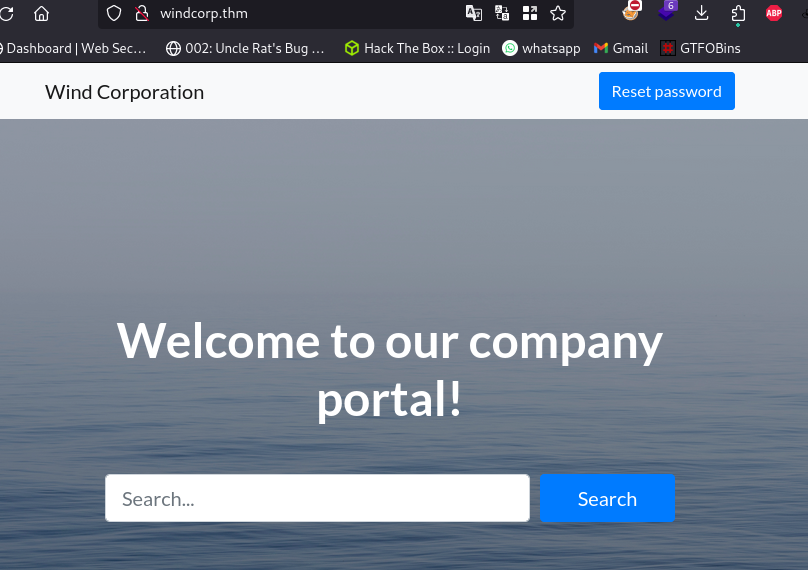 windcorp.thm
6
ABP
Dashboard | Web Sec… 002: Uncle Rat's Bug … Hack The Box :: Login whatsapp Gmail GTFOBins
Wind Corporation Reset password
Welcome to our company
portal!
Search... Search